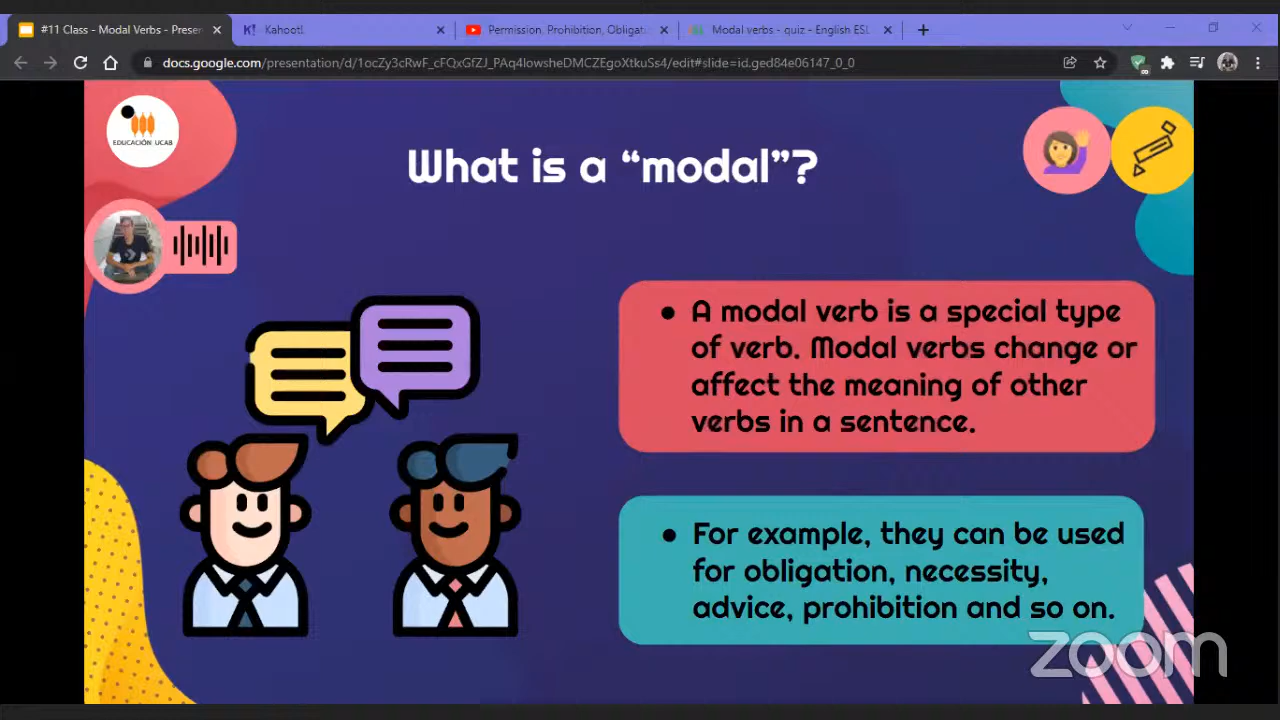 #11 Class - Modal Verbs - Presen
Kahoot!
Permission, Prohibition, Obligat
Modal verbs - quiz - English ESL
docs.google.com/presentation/d/1ocZy3cRwF_cFQxGfZJ_PAq4lowsheDMCZEgoXtkuSs4/edit#slide=id.ged84e06147_0_0
EDUCACIÓN UCAB
What is a “modal”?
● A modal verb is a special type
of verb. Modal verbs change or
affect the meaning of other
verbs in a sentence.
● For example, they can be used
for obligation, necessity,
advice, prohibition and so on.
zoom